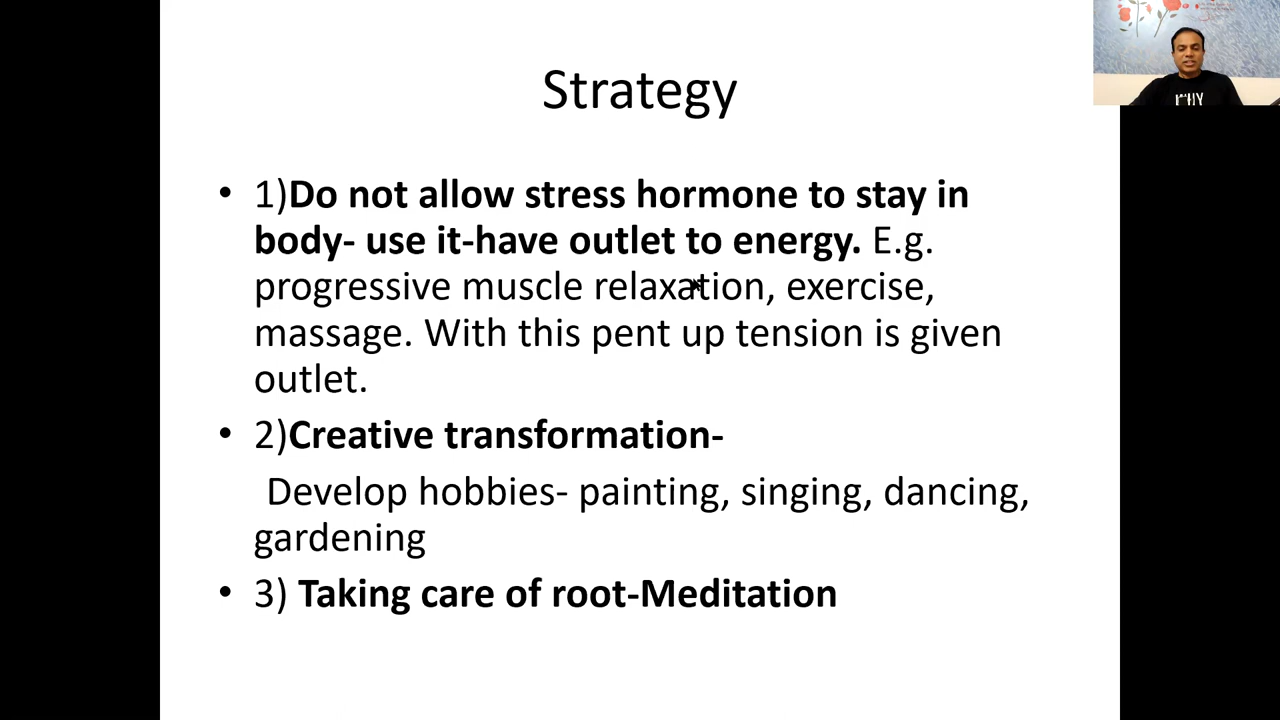 Strategy
• 1)Do not allow stress hormone to stay in
body- use it-have outlet to energy. E.g.
progressive muscle relaxation, exercise,
massage. With this pent up tension is given
outlet.
• 2)Creative transformation-
Develop hobbies- painting, singing, dancing,
gardening
• 3) Taking care of root-Meditation